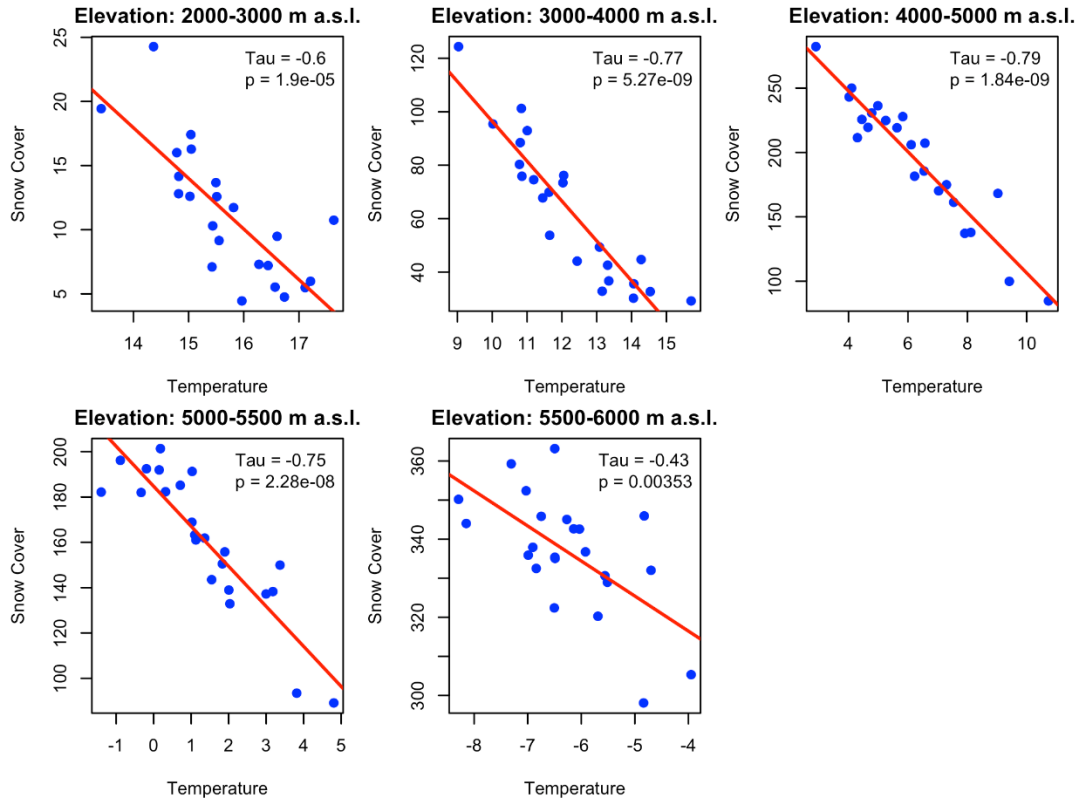 Elevation: 2000-3000 m a.s.l.
Tau = -0.6
p = 1.9e-05
Snow Cover
25
20
15
10
5
14 15 16 17
Temperature
Elevation: 3000-4000 m a.s.l.
Tau = -0.77
p = 5.27e-09
Snow Cover
120
100
80
60
40
9 10 11 12 13 14 15
Temperature
Elevation: 4000-5000 m a.s.l.
Tau = -0.79
p = 1.84e-09
Snow Cover
250
200
150
100
4 6 8 10
Temperature
Elevation: 5000-5500 m a.s.l.
Tau = -0.75
p = 2.28e-08
Snow Cover
200
180
160
140
120
100
-1 0 1 2 3 4 5
Temperature
Elevation: 5500-6000 m a.s.l.
Tau = -0.43
p = 0.00353
Snow Cover
360
340
320
300
-8 -7 -6 -5 -4
Temperature